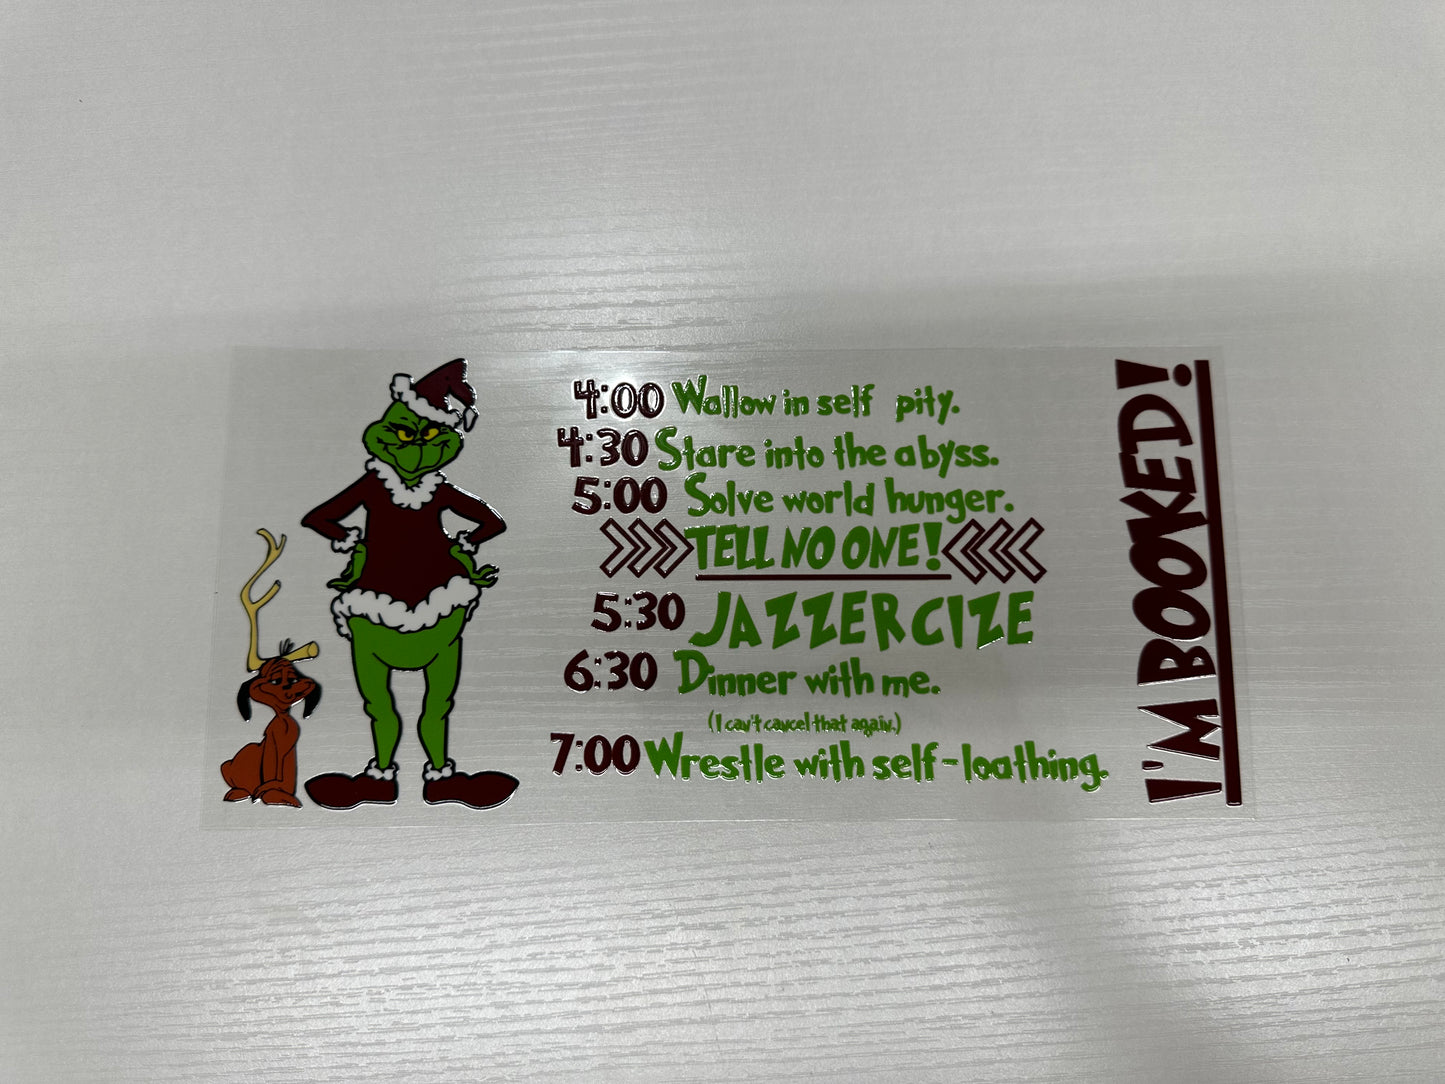 4:00 Wallow in self pity.
4:30 Stare into the abyss.
5:00 Solve world hunger.
TELL NO ONE!
5:30 JAZZERCIZE
6:30 Dinner with me.
(I can't cancel that again.)
7:00 Wrestle with self-loathing.
I'M BOOKED!